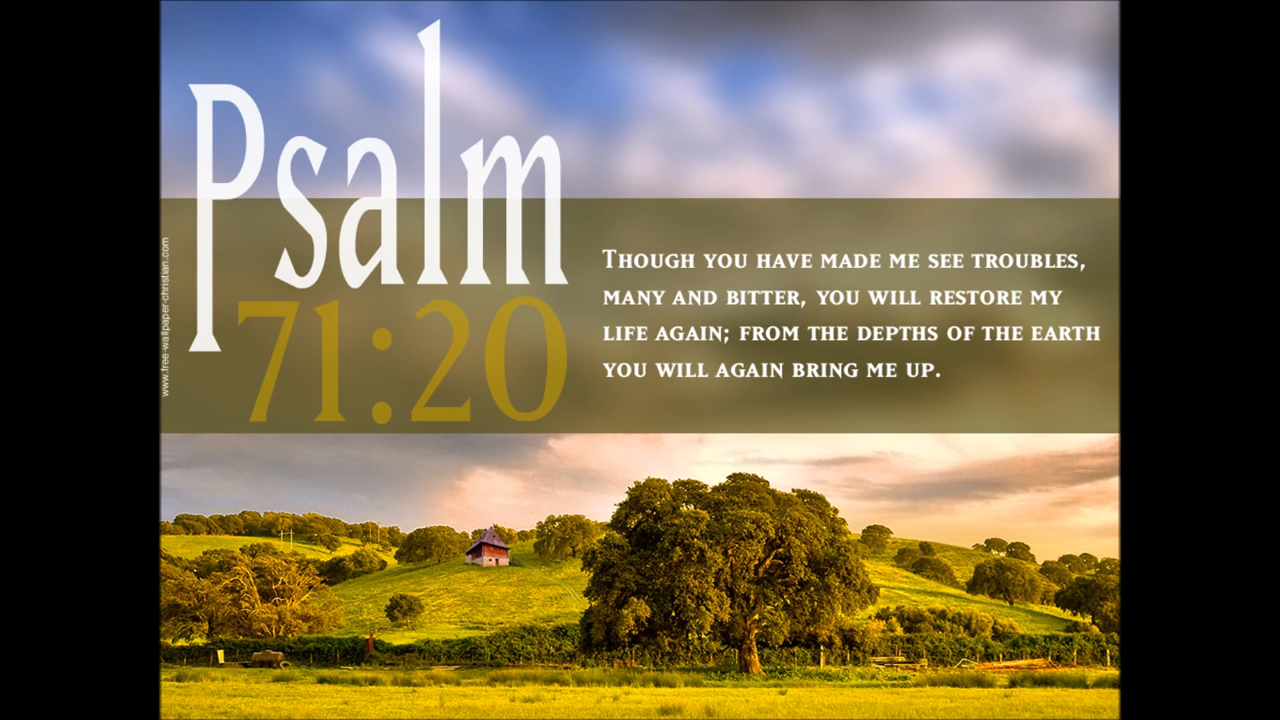 Psalm
71:20
THOUGH YOU HAVE MADE ME SEE TROUBLES,
MANY AND BITTER, YOU WILL RESTORE MY
LIFE AGAIN; FROM THE DEPTHS OF THE EARTH
YOU WILL AGAIN BRING ME UP.
www.free-wallpaper-christian.com